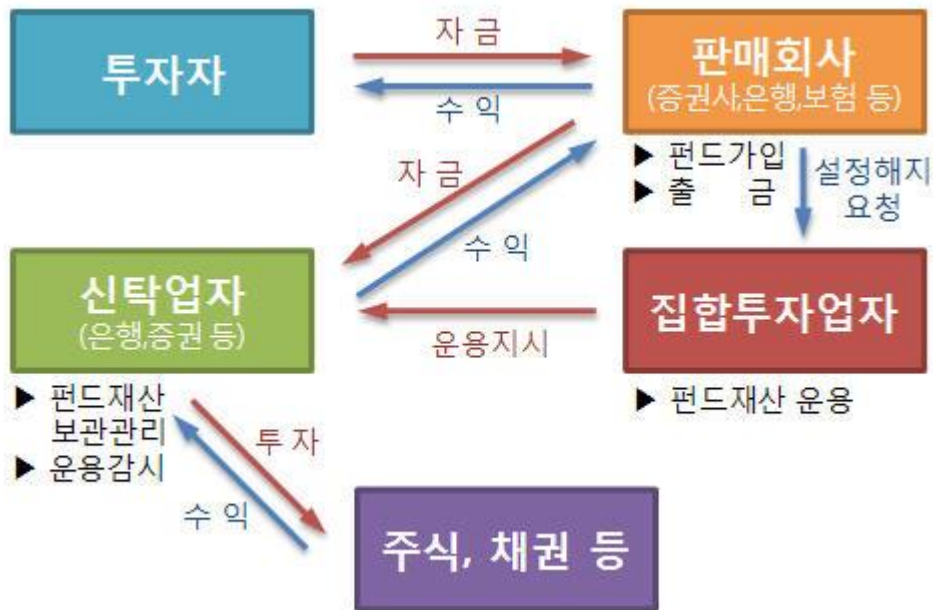 투자자
자 금
수 익
판매회사
(증권사,은행,보험 등)
▶ 펀드가입
▶ 출 금
설정해지
요청
자 금
수 익
신탁업자
(은행,증권 등)
운용지시
집합투자업자
▶ 펀드재산
보관관리
▶ 운용감시
▶ 펀드재산 운용
투 자
수 익
주식, 채권 등